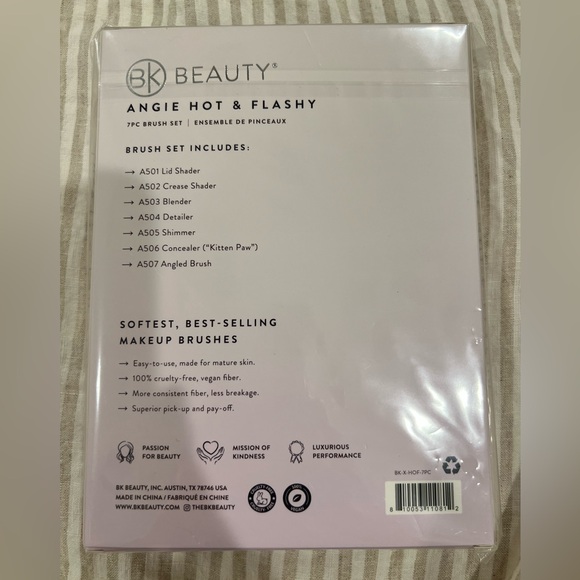 BK BEAUTY®
ANGIE HOT & FLASHY
7PC BRUSH SET | ENSEMBLE DE PINCEAUX
BRUSH SET INCLUDES:
→ A501 Lid Shader
→ A502 Crease Shader
→ A503 Blender
→ A504 Detailer
→ A505 Shimmer
→ A506 Concealer ("Kitten Paw")
→ A507 Angled Brush
SOFTEST, BEST-SELLING
MAKEUP BRUSHES
→ Easy-to-use, made for mature skin.
→ 100% cruelty-free, vegan fiber.
→ More consistent fiber, less breakage.
→ Superior pick-up and pay-off.
PASSION
FOR BEAUTY
MISSION OF
KINDNESS
LUXURIOUS
PERFORMANCE
BK BEAUTY, INC. AUSTIN, TX 78746 USA
MADE IN CHINA / FABRIQUÉ EN CHINE
WWW.BKBEAUTY.COM THEBKBEAUTY
BK-X-HOF-7PC
8 10053 11081 2